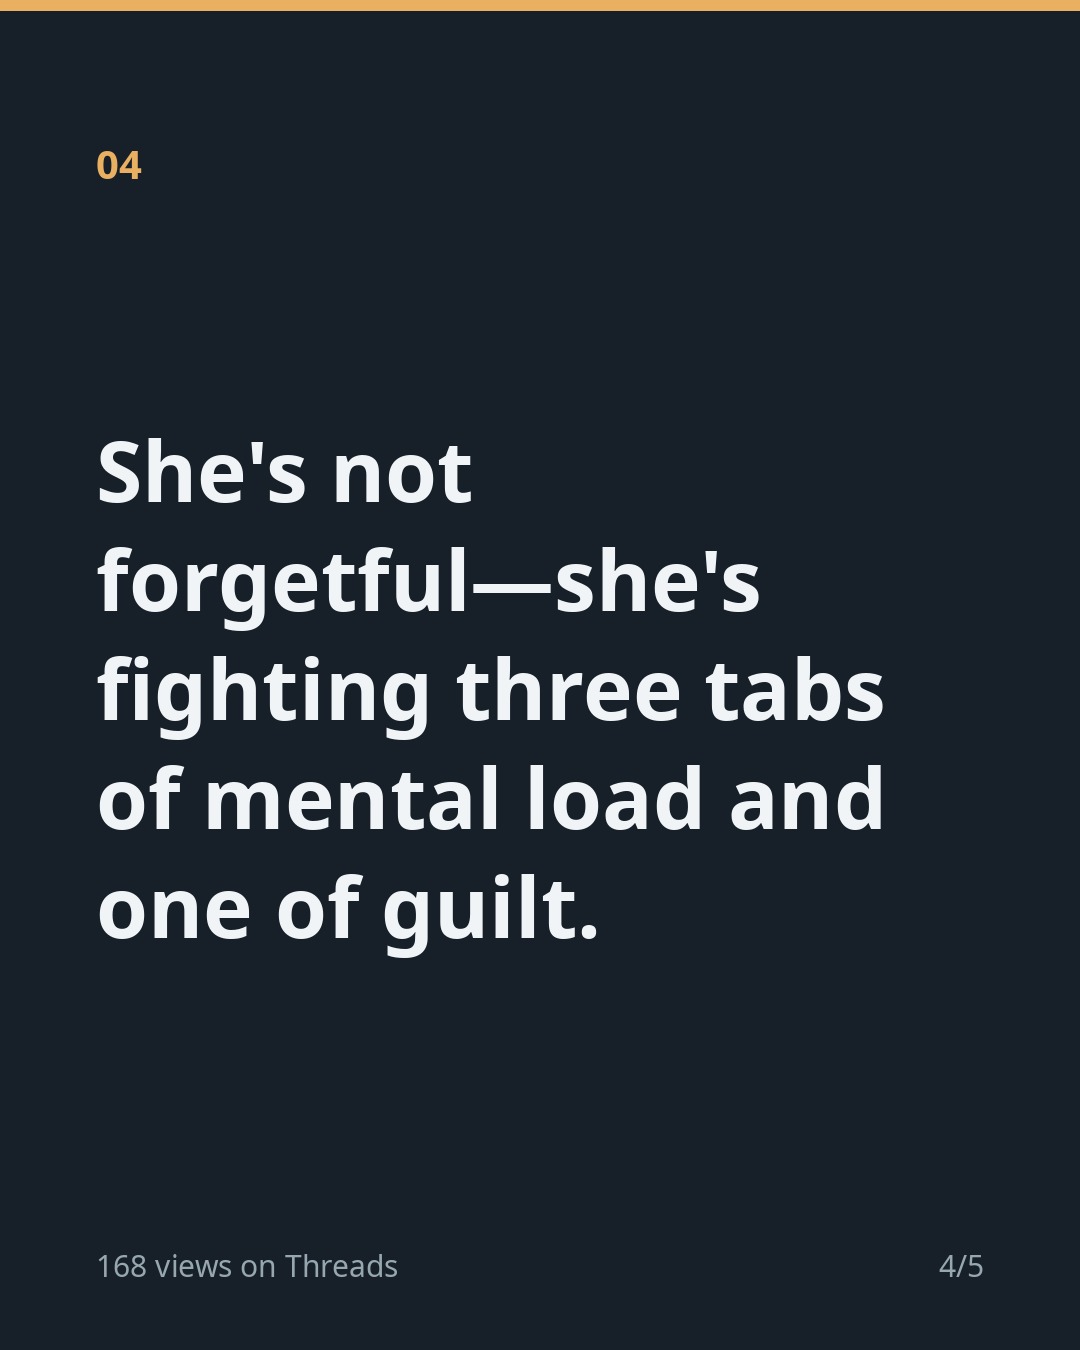 04
She's not
forgetful—she's
fighting three tabs
of mental load and
one of guilt.
168 views on Threads
4/5